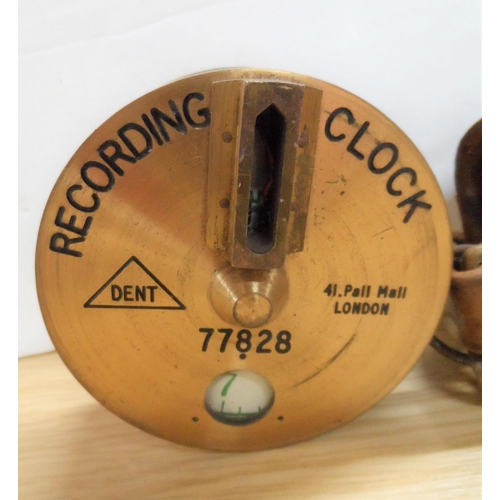 RECORDING CLOCK
DENT
41. Pall Mall
LONDON
77828
7